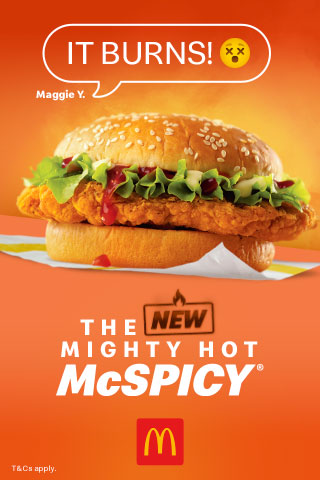 IT BURNS!
Maggie Y.
THE NEW
MIGHTY HOT
McSPICY®
T&Cs apply.